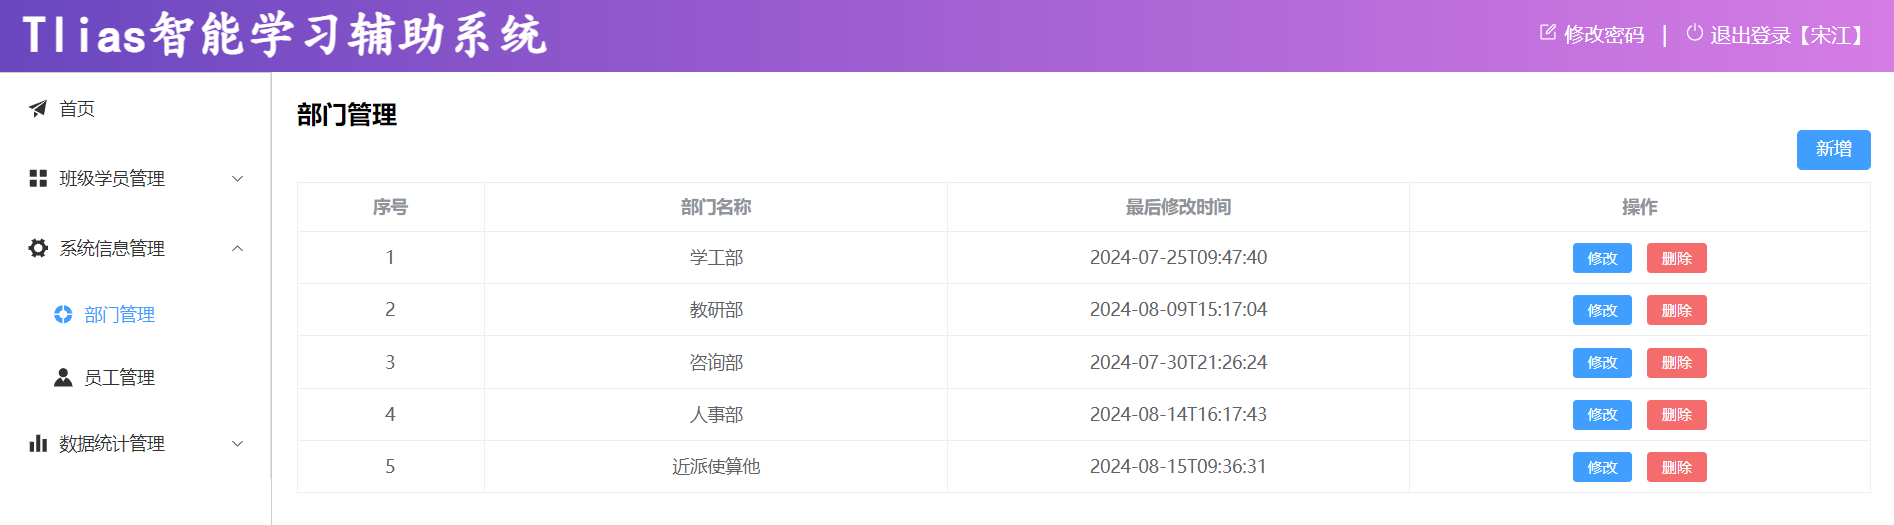 Tlias智能学习辅助系统
修改密码 | 退出登录【宋江】
首页
班级学员管理
系统信息管理
部门管理
员工管理
数据统计管理
部门管理
新增
序号 部门名称 最后修改时间 操作
1 学工部 2024-07-25T09:47:40 修改 删除
2 教研部 2024-08-09T15:17:04 修改 删除
3 咨询部 2024-07-30T21:26:24 修改 删除
4 人事部 2024-08-14T16:17:43 修改 删除
5 近派使算他 2024-08-15T09:36:31 修改 删除